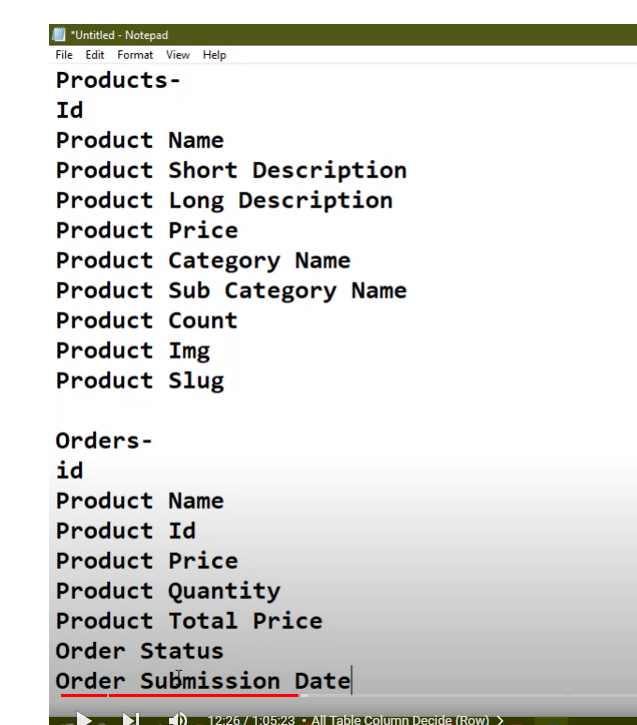 *Untitled - Notepad
File Edit Format View Help
Products-
Id
Product Name
Product Short Description
Product Long Description
Product Price
Product Category Name
Product Sub Category Name
Product Count
Product Img
Product Slug
Orders-
id
Product Name
Product Id
Product Price
Product Quantity
Product Total Price
Order Status
Order Submission Date
12:26 / 1:05:23 • All Table Column Decide (Row)